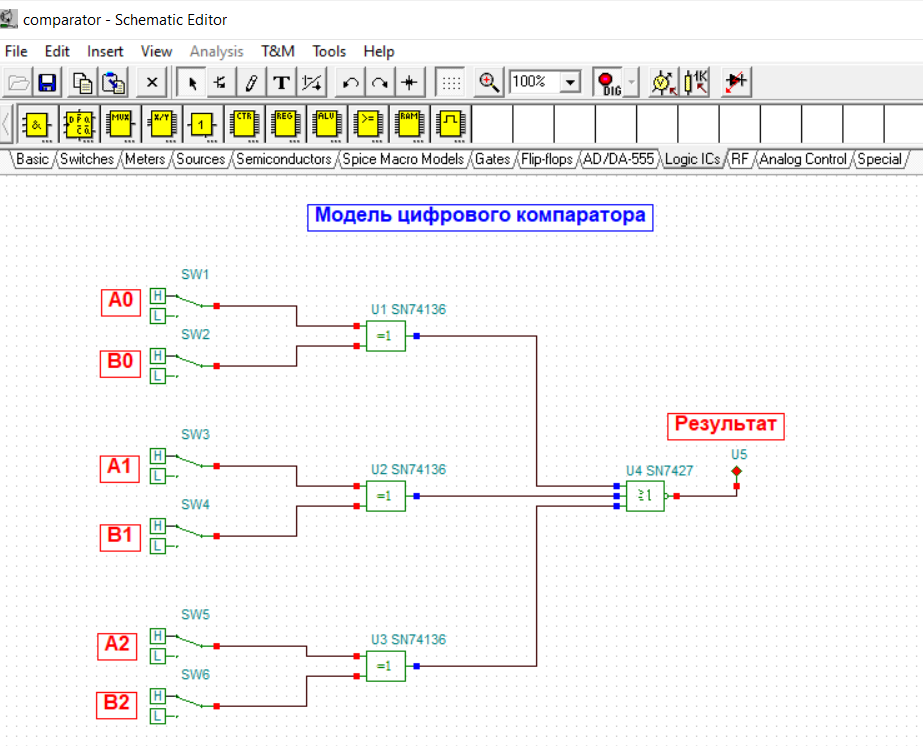 comparator - Schematic Editor
File Edit Insert View Analysis T&M Tools Help
T 100% DIG V 1K
& DFQ CQ MUX X/Y 1 CTR REG ALU >= RAM
Basic Switches Meters Sources Semiconductors Spice Macro Models Gates Flip-flops AD/DA-555 Logic ICs RF Analog Control Special
Модель цифрового компаратора
SW1
A0 H
L
U1 SN74136
=1
SW2
B0 H
L
SW3
A1 H
L
U2 SN74136
=1
SW4
B1 H
L
Результат
U5
U4 SN7427
≥1
SW5
A2 H
L
U3 SN74136
=1
SW6
B2 H
L